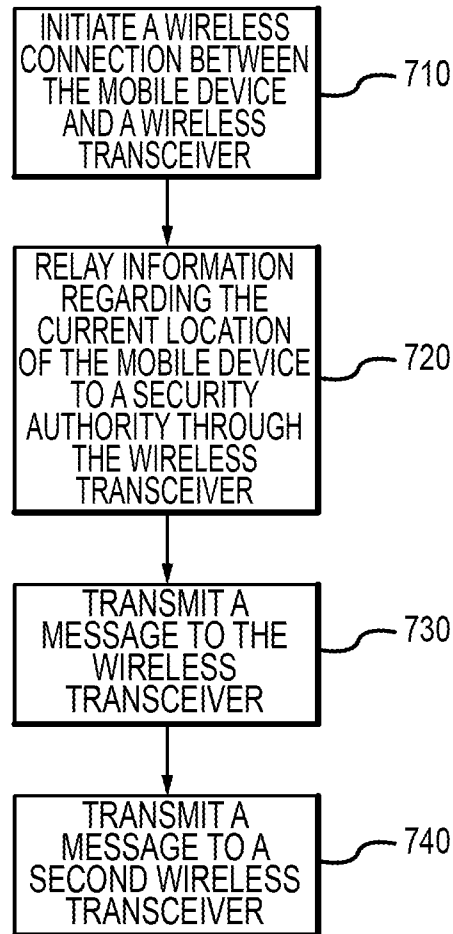 INITIATE A WIRELESS
CONNECTION BETWEEN
THE MOBILE DEVICE
AND A WIRELESS
TRANSCEIVER
710
RELAY INFORMATION
REGARDING THE
CURRENT LOCATION
OF THE MOBILE DEVICE
TO A SECURITY
AUTHORITY THROUGH
THE WIRELESS
TRANSCEIVER
720
TRANSMIT A
MESSAGE TO THE
WIRELESS
TRANSCEIVER
730
TRANSMIT A
MESSAGE TO A
SECOND WIRELESS
TRANSCEIVER
740